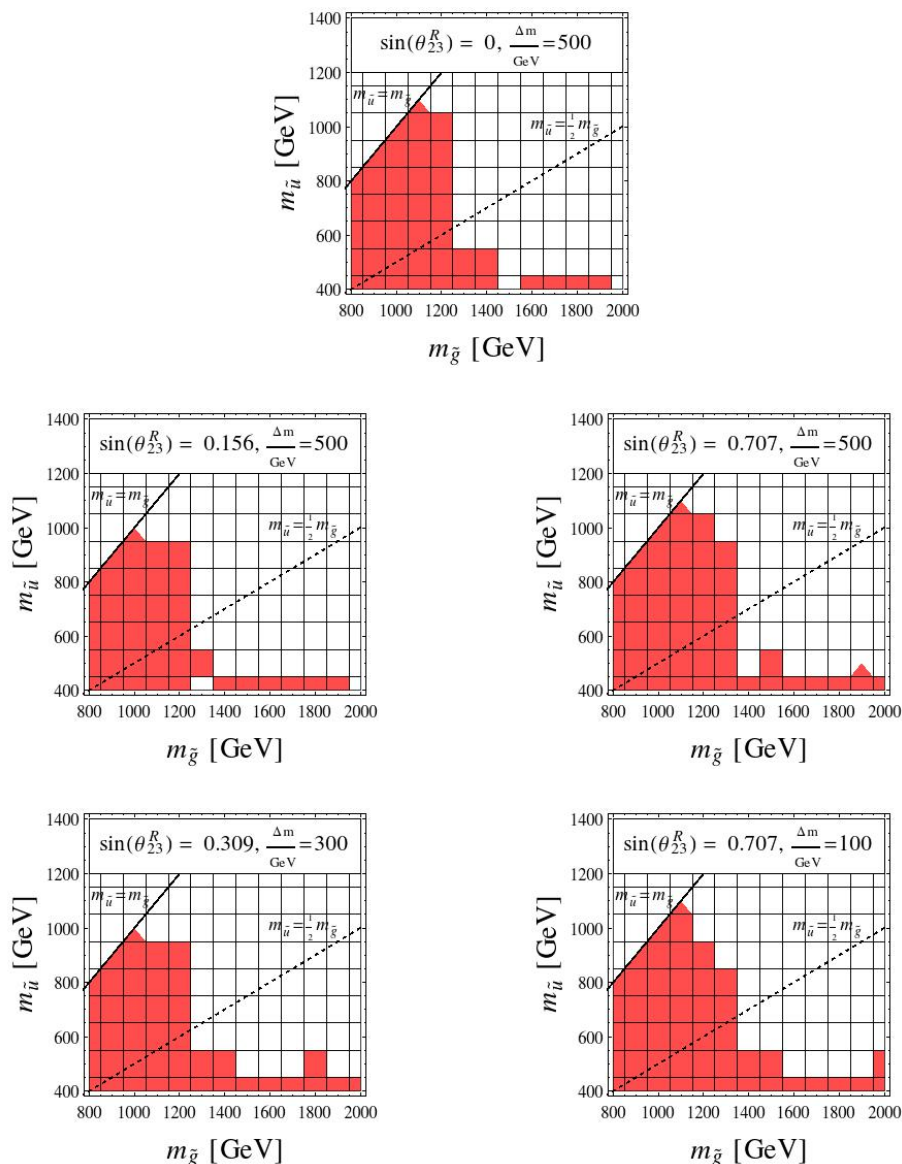 sin(θ^R_23) = 0, Δm/GeV =500
1400
1200
1000
800
600
400
m_ũ [GeV]
m_ũ=m_g̃
m_ũ=½ m_g̃
800 1000 1200 1400 1600 1800 2000
m_g̃ [GeV]
sin(θ^R_23) = 0.156, Δm/GeV =500
1400
1200
1000
800
600
400
m_ũ [GeV]
m_ũ=m_g̃
m_ũ=½ m_g̃
800 1000 1200 1400 1600 1800 2000
m_g̃ [GeV]
sin(θ^R_23) = 0.707, Δm/GeV =500
1400
1200
1000
800
600
400
m_ũ [GeV]
m_ũ=m_g̃
m_ũ=½ m_g̃
800 1000 1200 1400 1600 1800 2000
m_g̃ [GeV]
sin(θ^R_23) = 0.309, Δm/GeV =300
1400
1200
1000
800
600
400
m_ũ [GeV]
m_ũ=m_g̃
m_ũ=½ m_g̃
800 1000 1200 1400 1600 1800 2000
m_g̃ [GeV]
sin(θ^R_23) = 0.707, Δm/GeV =100
1400
1200
1000
800
600
400
m_ũ [GeV]
m_ũ=m_g̃
m_ũ=½ m_g̃
800 1000 1200 1400 1600 1800 2000
m_g̃ [GeV]